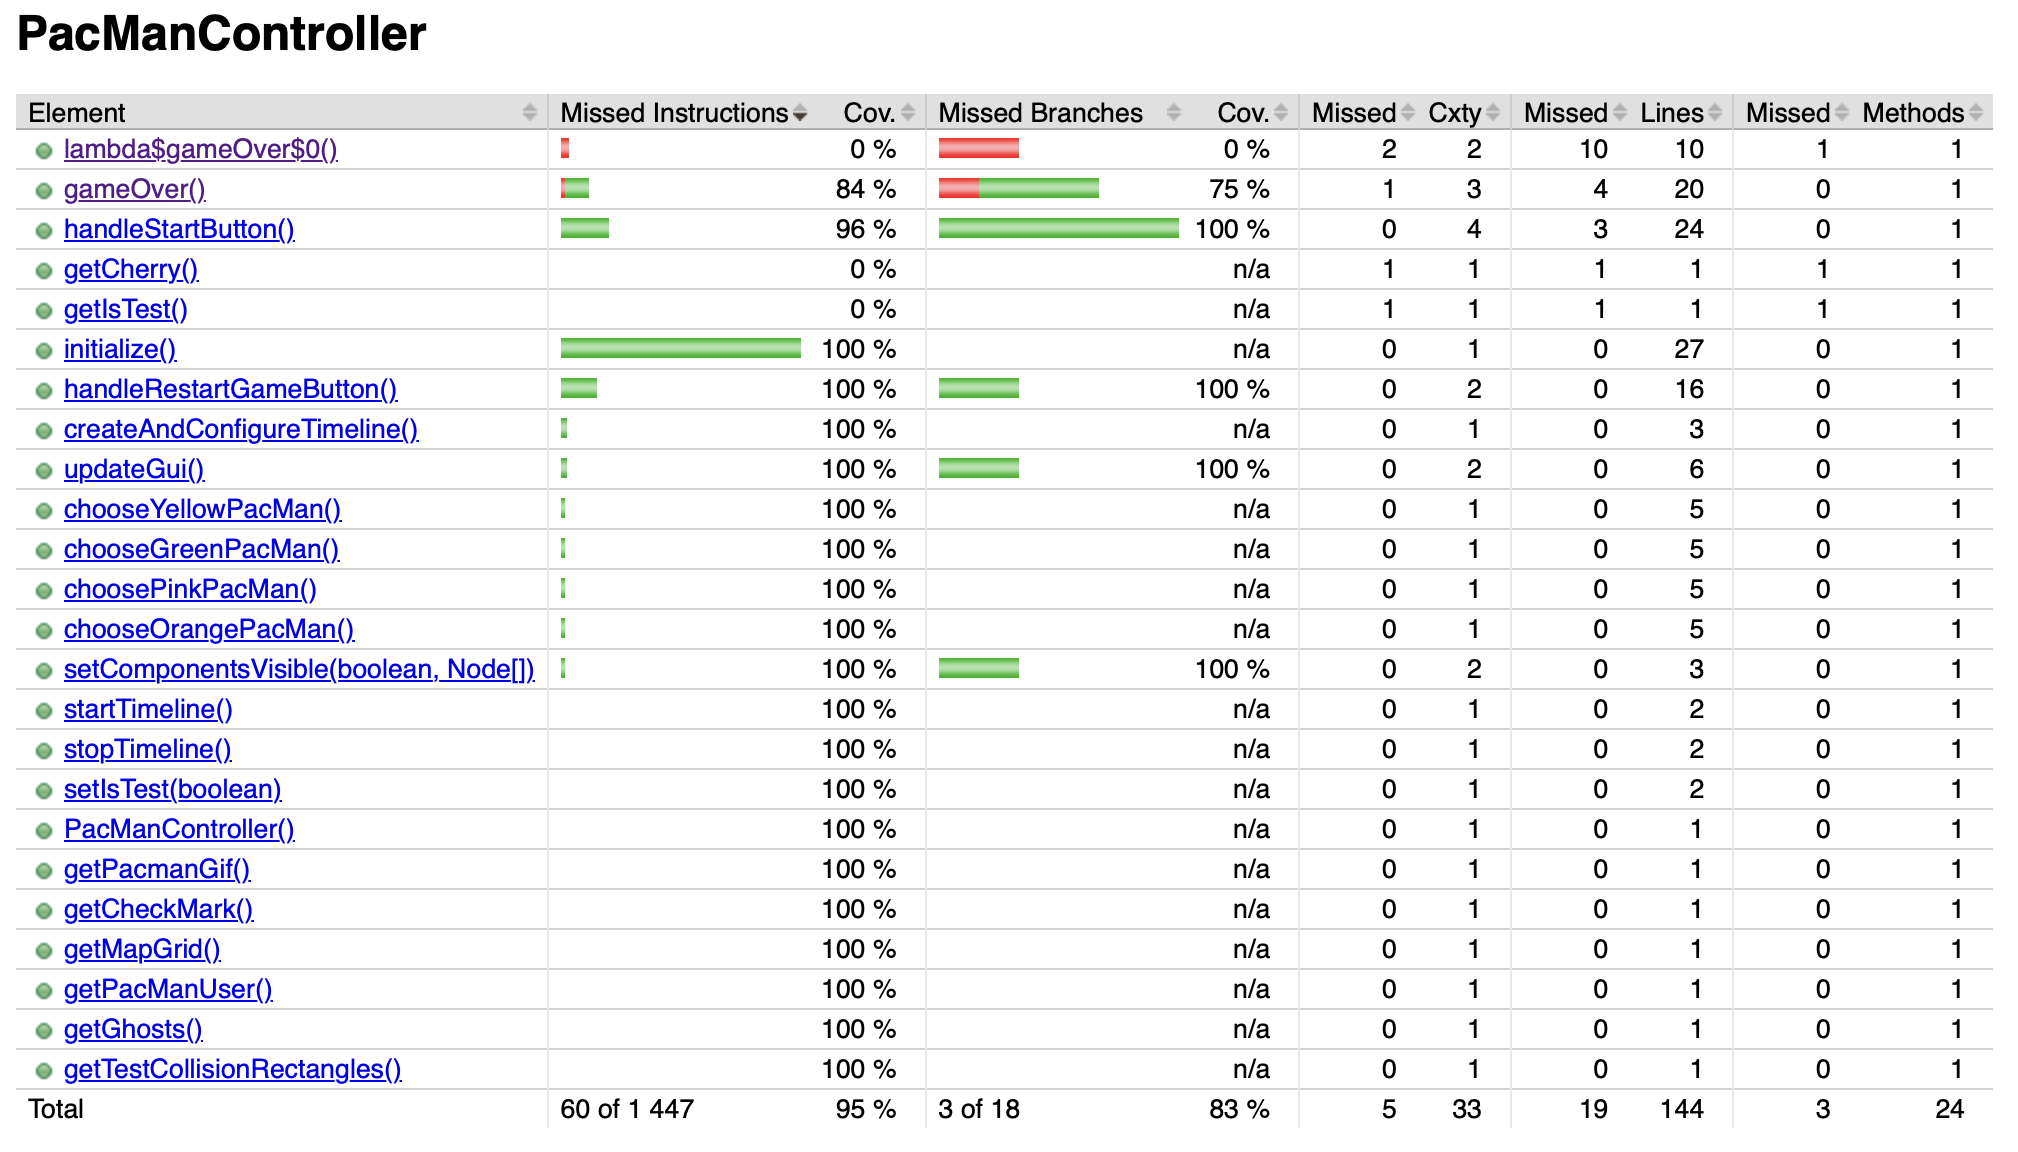 PacManController
Element Missed Instructions Cov. Missed Branches Cov. Missed Cxty Missed Lines Missed Methods
lambda$gameOver$0() 0 % 0 % 2 2 10 10 1 1
gameOver() 84 % 75 % 1 3 4 20 0 1
handleStartButton() 96 % 100 % 0 4 3 24 0 1
getCherry() 0 % n/a 1 1 1 1 1 1
getIsTest() 0 % n/a 1 1 1 1 1 1
initialize() 100 % n/a 0 1 0 27 0 1
handleRestartGameButton() 100 % 100 % 0 2 0 16 0 1
createAndConfigureTimeline() 100 % n/a 0 1 0 3 0 1
updateGui() 100 % 100 % 0 2 0 6 0 1
chooseYellowPacMan() 100 % n/a 0 1 0 5 0 1
chooseGreenPacMan() 100 % n/a 0 1 0 5 0 1
choosePinkPacMan() 100 % n/a 0 1 0 5 0 1
chooseOrangePacMan() 100 % n/a 0 1 0 5 0 1
setComponentsVisible(boolean, Node[]) 100 % 100 % 0 2 0 3 0 1
startTimeline() 100 % n/a 0 1 0 2 0 1
stopTimeline() 100 % n/a 0 1 0 2 0 1
setIsTest(boolean) 100 % n/a 0 1 0 2 0 1
PacManController() 100 % n/a 0 1 0 1 0 1
getPacmanGif() 100 % n/a 0 1 0 1 0 1
getCheckMark() 100 % n/a 0 1 0 1 0 1
getMapGrid() 100 % n/a 0 1 0 1 0 1
getPacManUser() 100 % n/a 0 1 0 1 0 1
getGhosts() 100 % n/a 0 1 0 1 0 1
getTestCollisionRectangles() 100 % n/a 0 1 0 1 0 1
Total 60 of 1 447 95 % 3 of 18 83 % 5 33 19 144 3 24